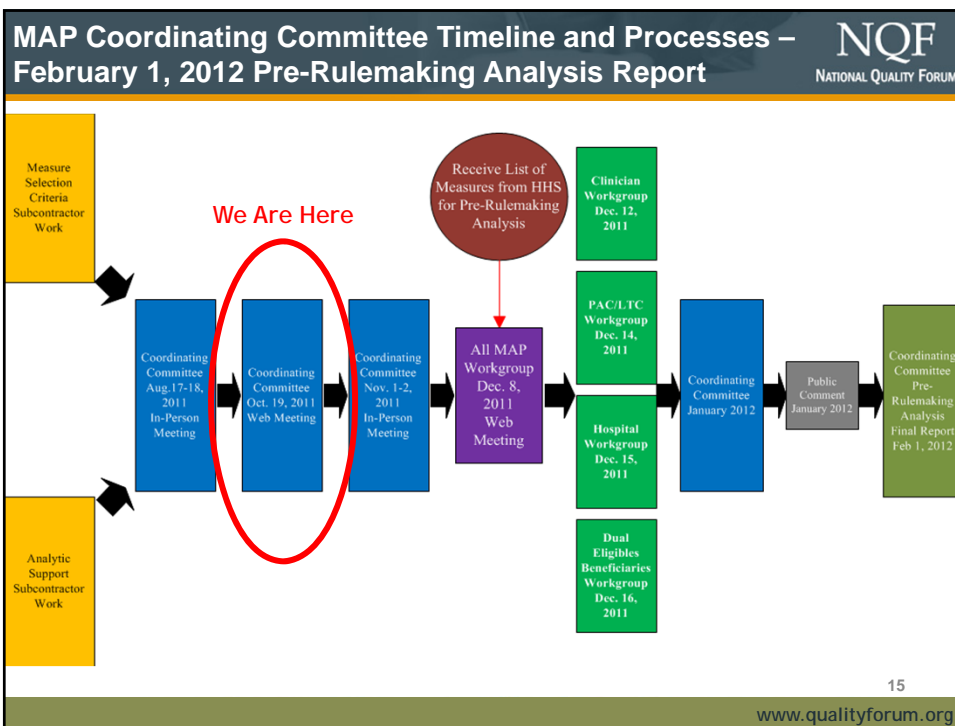 MAP Coordinating Committee Timeline and Processes –
February 1, 2012 Pre-Rulemaking Analysis Report
NQF
NATIONAL QUALITY FORUM
Measure
Selection
Criteria
Subcontractor
Work
Analytic
Support
Subcontractor
Work
Coordinating
Committee
Aug.17-18,
2011
In-Person
Meeting
We Are Here
Coordinating
Committee
Oct. 19, 2011
Web Meeting
Coordinating
Committee
Nov. 1-2,
2011
In-Person
Meeting
Receive List of
Measures from HHS
for Pre-Rulemaking
Analysis
All MAP
Workgroup
Dec. 8,
2011
Web
Meeting
Clinician
Workgroup
Dec. 12,
2011
PAC/LTC
Workgroup
Dec. 14,
2011
Hospital
Workgroup
Dec. 15,
2011
Dual
Eligibles
Beneficiaries
Workgroup
Dec. 16,
2011
Coordinating
Committee
January 2012
Public
Comment
January 2012
Coordinating
Committee
Pre-
Rulemaking
Analysis
Final Report
Feb 1, 2012
15
www.qualityforum.org